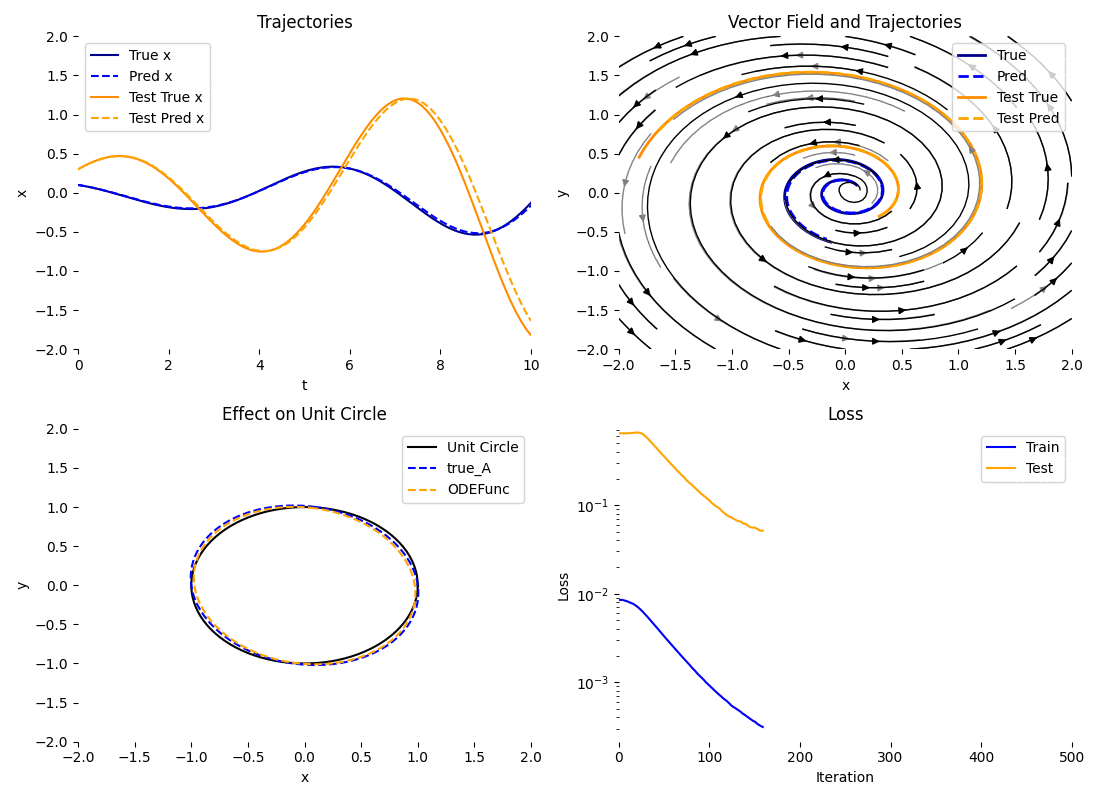 Trajectories
True x
Pred x
Test True x
Test Pred x
2.0
1.5
1.0
0.5
0.0
−0.5
−1.0
−1.5
−2.0
x
0 2 4 6 8 10
t
Vector Field and Trajectories
True
Pred
Test True
Test Pred
2.0
1.5
1.0
0.5
0.0
−0.5
−1.0
−1.5
−2.0
y
−2.0 −1.5 −1.0 −0.5 0.0 0.5 1.0 1.5 2.0
x
Effect on Unit Circle
Unit Circle
true_A
ODEFunc
2.0
1.5
1.0
0.5
0.0
−0.5
−1.0
−1.5
−2.0
y
−2.0 −1.5 −1.0 −0.5 0.0 0.5 1.0 1.5 2.0
x
Loss
Train
Test
10⁻¹
10⁻²
10⁻³
Loss
0 100 200 300 400 500
Iteration